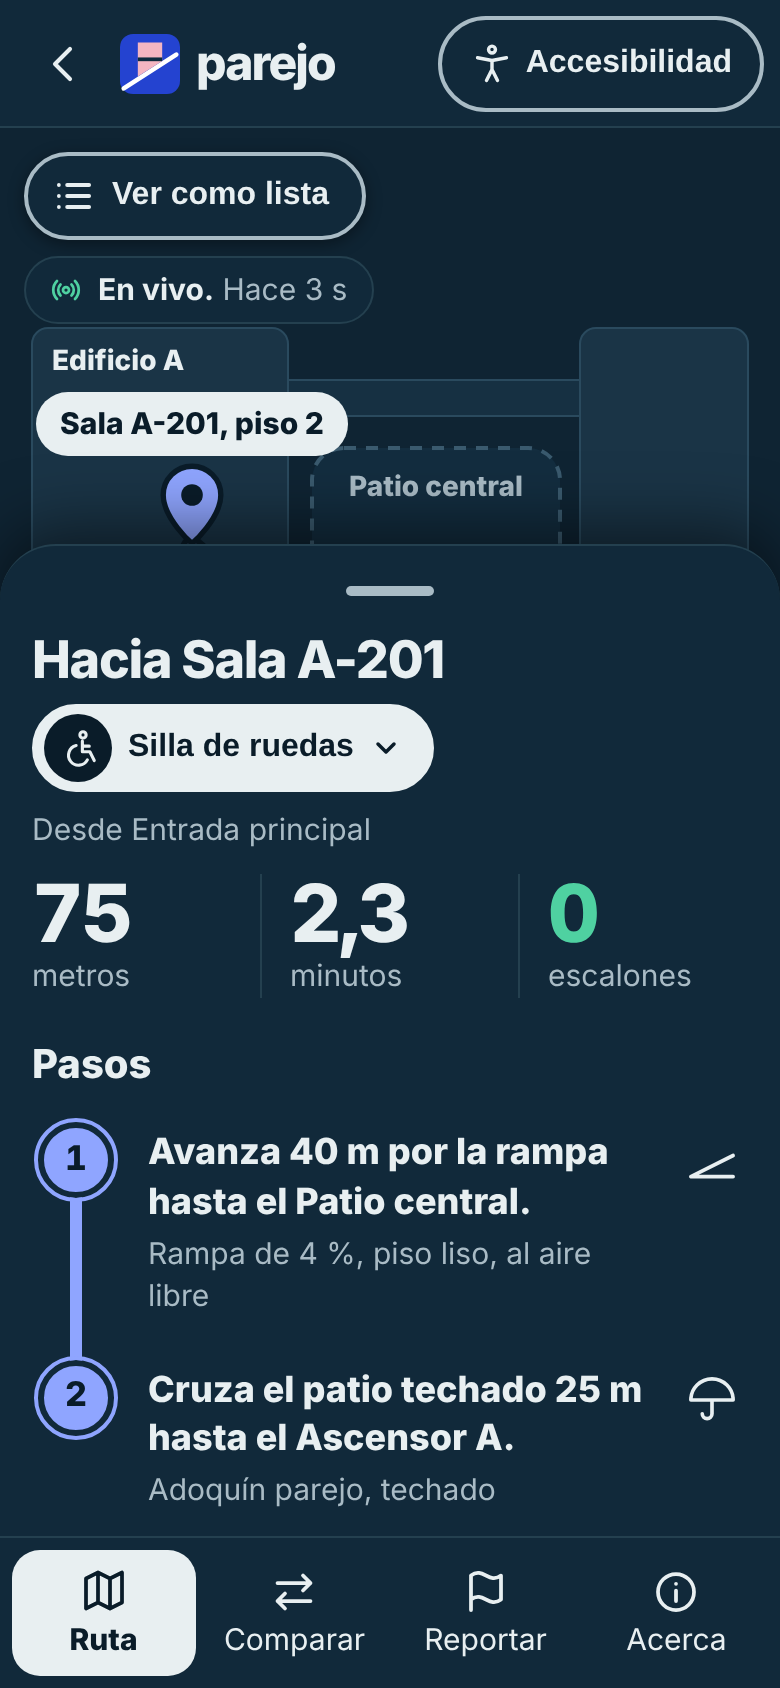 parejo
Accesibilidad
Ver como lista
En vivo. Hace 3 s
Edificio A
Sala A-201, piso 2
Patio central
Hacia Sala A-201
Silla de ruedas
Desde Entrada principal
75
metros
2,3
minutos
0
escalones
Pasos
1
Avanza 40 m por la rampa
hasta el Patio central.
Rampa de 4 %, piso liso, al aire
libre
2
Cruza el patio techado 25 m
hasta el Ascensor A.
Adoquín parejo, techado
Ruta
Comparar
Reportar
Acerca